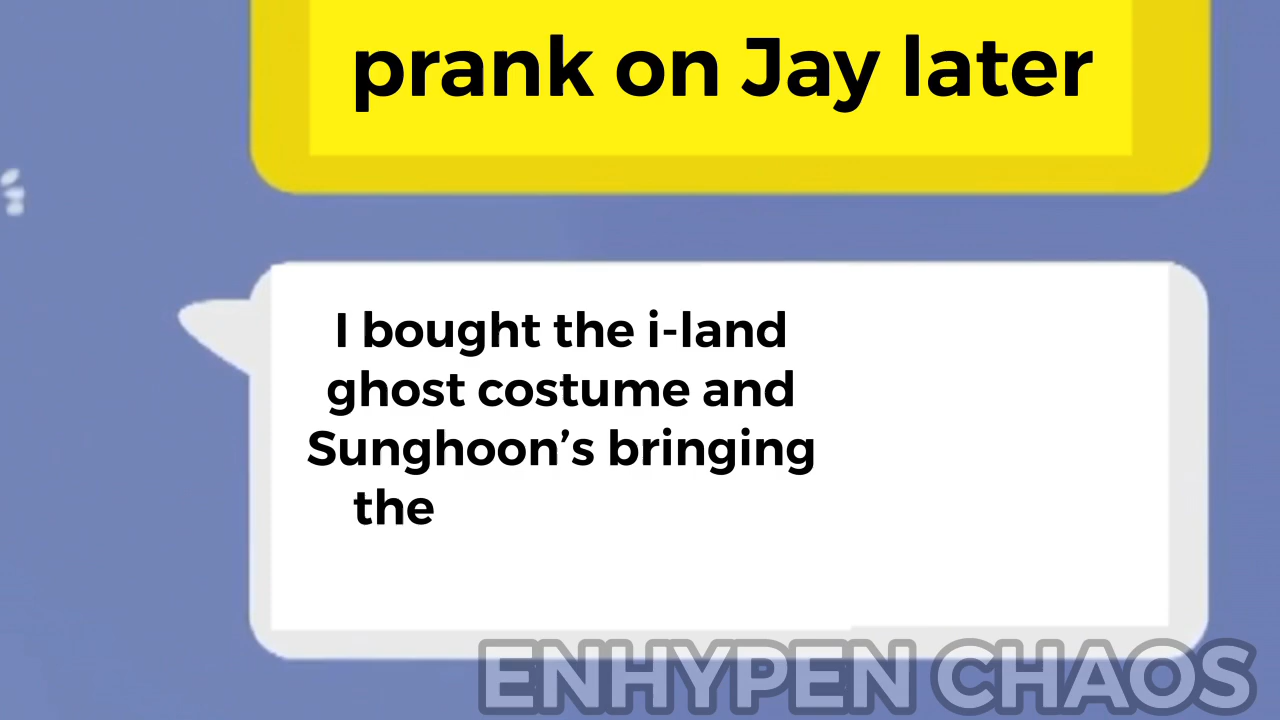 prank on Jay later
I bought the i-land
ghost costume and
Sunghoon’s bringing
the
ENHYPEN CHAOS